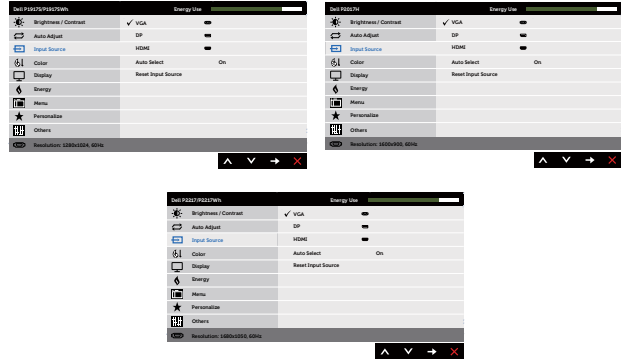 Dell P1917S/P1917SWh Energy Use
Brightness / Contrast VGA
Auto Adjust DP
Input Source HDMI
Color Auto Select On
Display Reset Input Source
Energy
Menu
Personalize
Others
Resolution: 1280x1024, 60Hz
Dell P2017H Energy Use
Brightness / Contrast VGA
Auto Adjust DP
Input Source HDMI
Color Auto Select On
Display Reset Input Source
Energy
Menu
Personalize
Others
Resolution: 1600x900, 60Hz
Dell P2217/P2217Wh Energy Use
Brightness / Contrast VGA
Auto Adjust DP
Input Source HDMI
Color Auto Select On
Display Reset Input Source
Energy
Menu
Personalize
Others
Resolution: 1680x1050, 60Hz